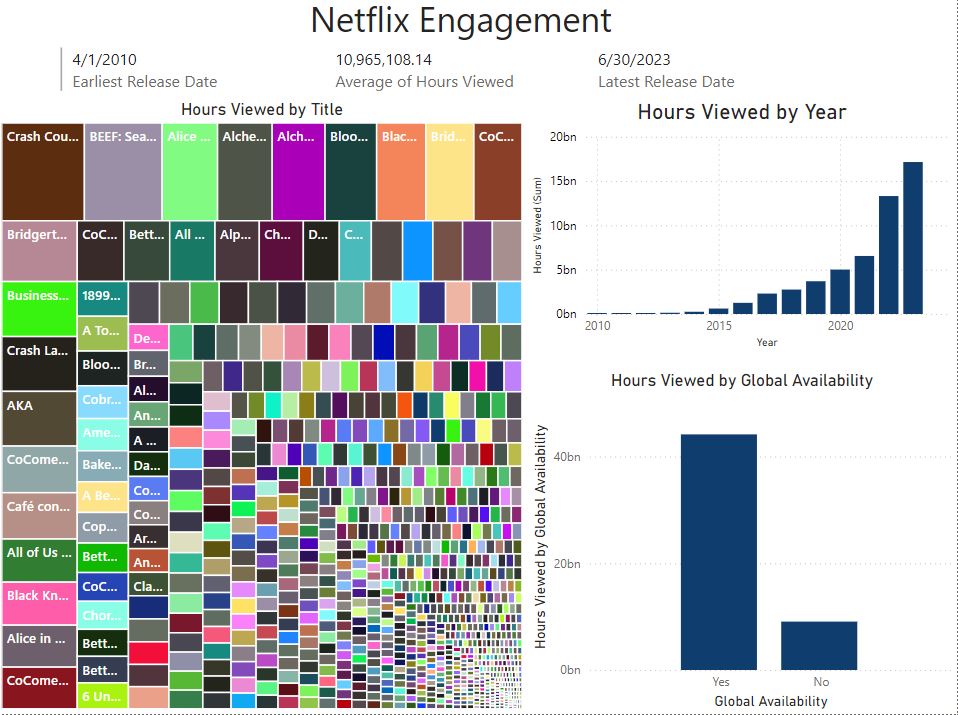 Netflix Engagement
4/1/2010
Earliest Release Date
10,965,108.14
Average of Hours Viewed
6/30/2023
Latest Release Date
Hours Viewed by Title
Crash Cou...
BEEF: Sea...
Alice ...
Alche...
Alch...
Bloo...
Blac...
Brid...
CoC...
Bridgert...
CoC...
Bett...
All ...
Alp...
Ch...
D...
C...
Business...
Crash La...
AKA
CoCome...
Café con...
All of Us ...
Black Kn...
Alice in ...
CoCome...
1899...
A To...
Bloo...
Cobr...
Ame...
Bake...
A Be...
Cop...
Bett...
CoC...
Chor...
Bett...
Bett...
6 Un...
De...
Br...
Al...
An...
A ...
Da...
Co...
Co...
Ar...
An...
Cla...
Hours Viewed by Year
Hours Viewed (Sum)
20bn
15bn
10bn
5bn
0bn
2010
2015
2020
Year
Hours Viewed by Global Availability
Hours Viewed by Global Availability
40bn
20bn
0bn
Yes
No
Global Availability